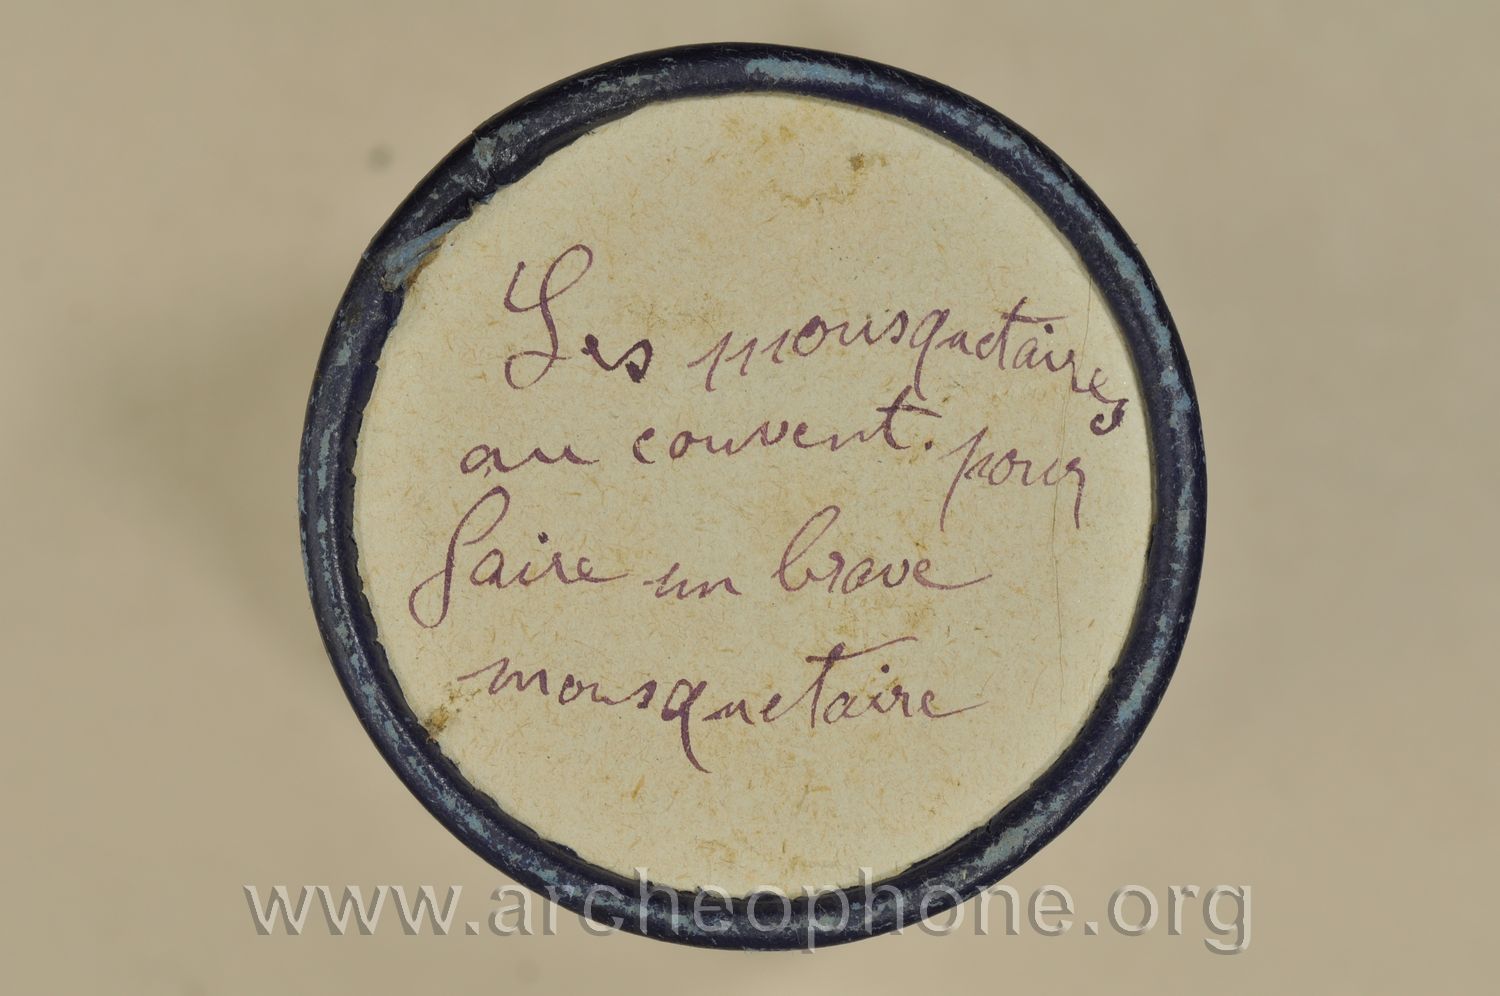 Les mousquetaires
au couvent. pour
faire un brave
mousquetaire
www.archeophone.org